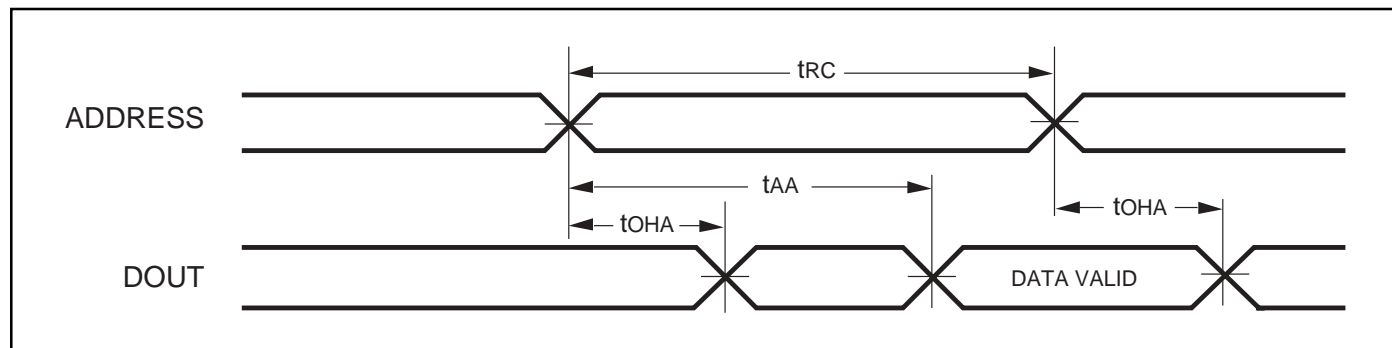 tRC
ADDRESS
tAA
tOHA
tOHA
DOUT
DATA VALID